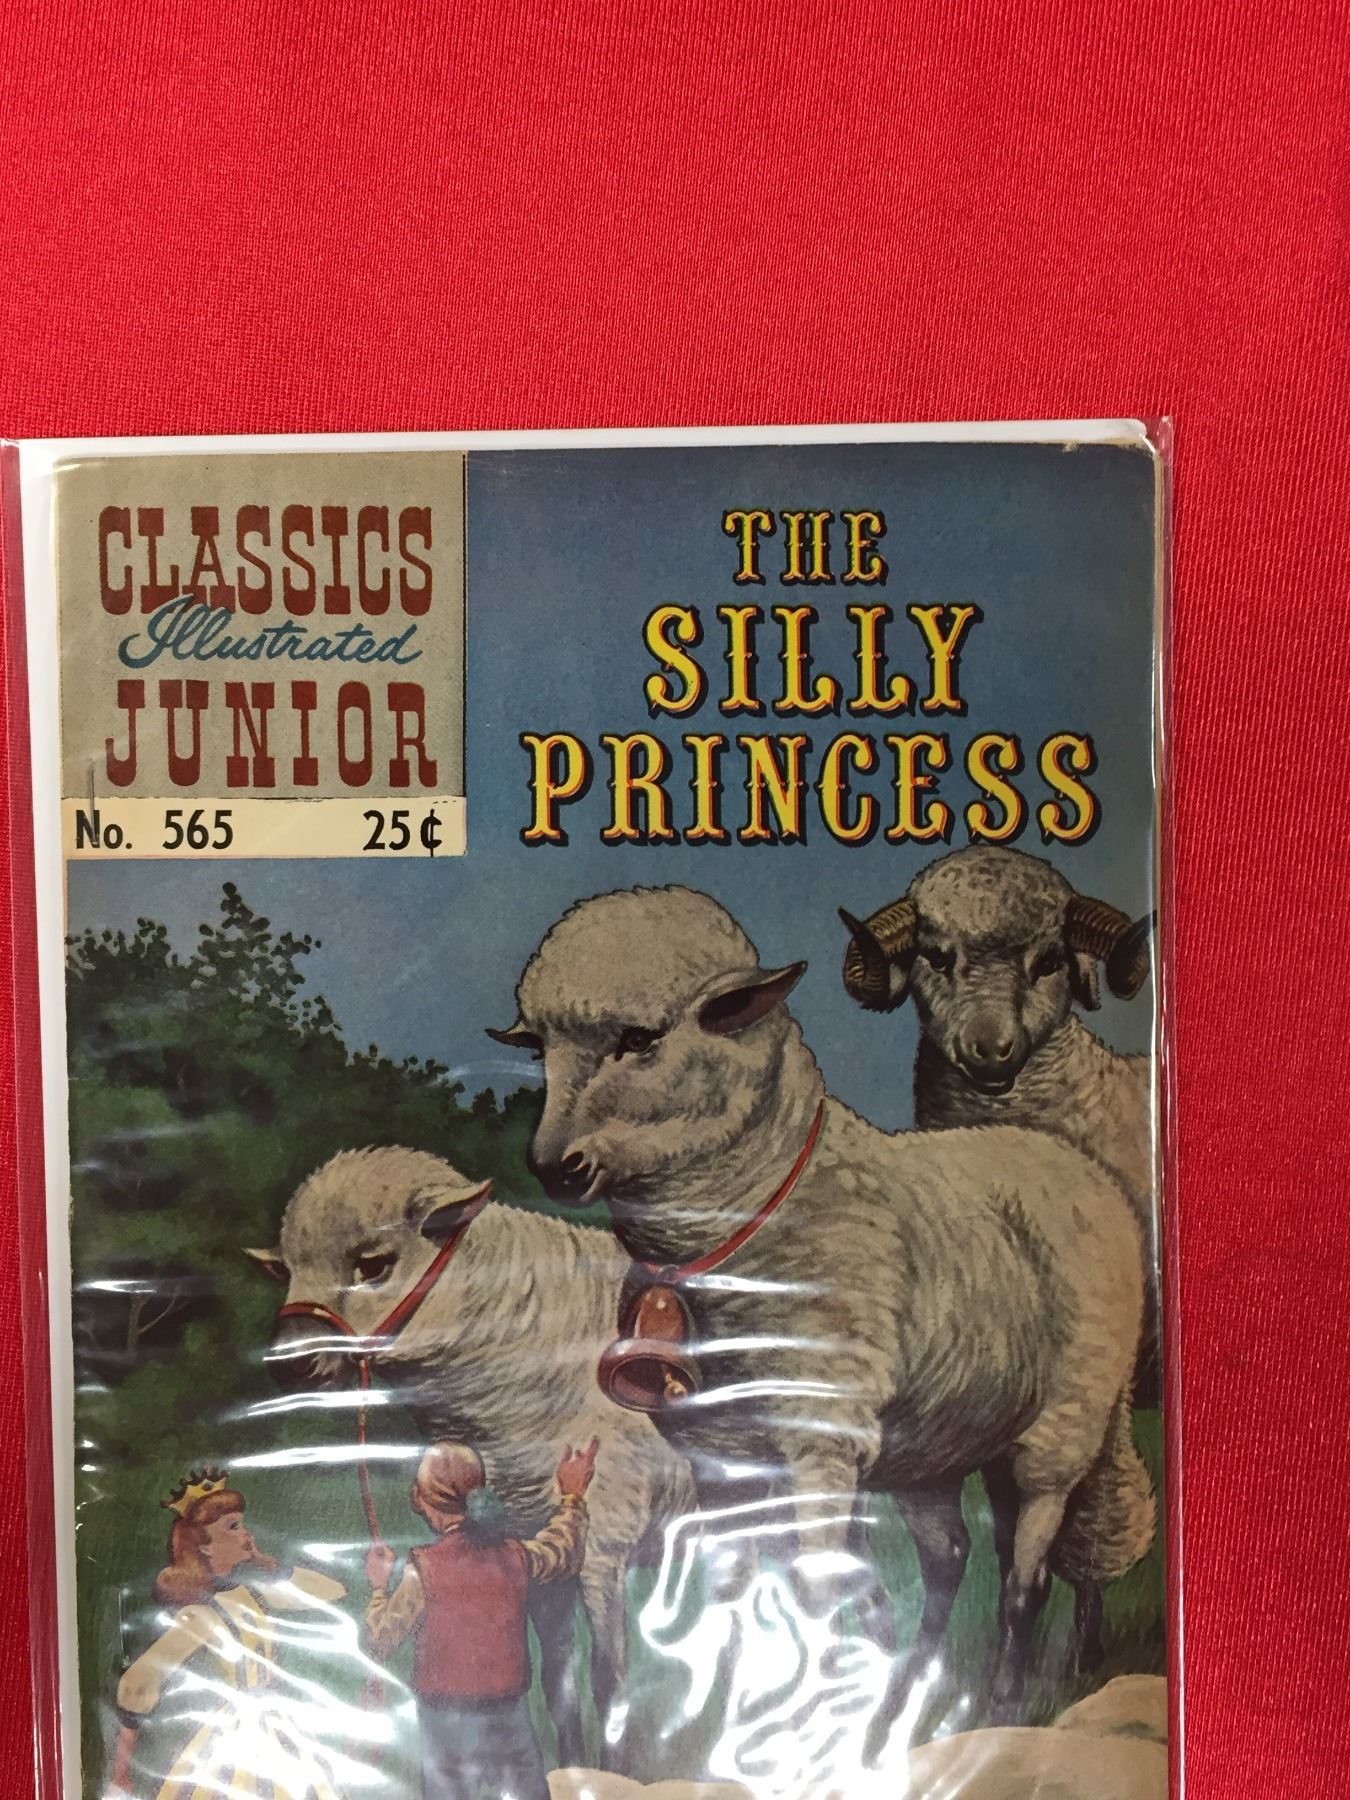 CLASSICS
Illustrated
JUNIOR
No. 565 25¢
THE
SILLY
PRINCESS